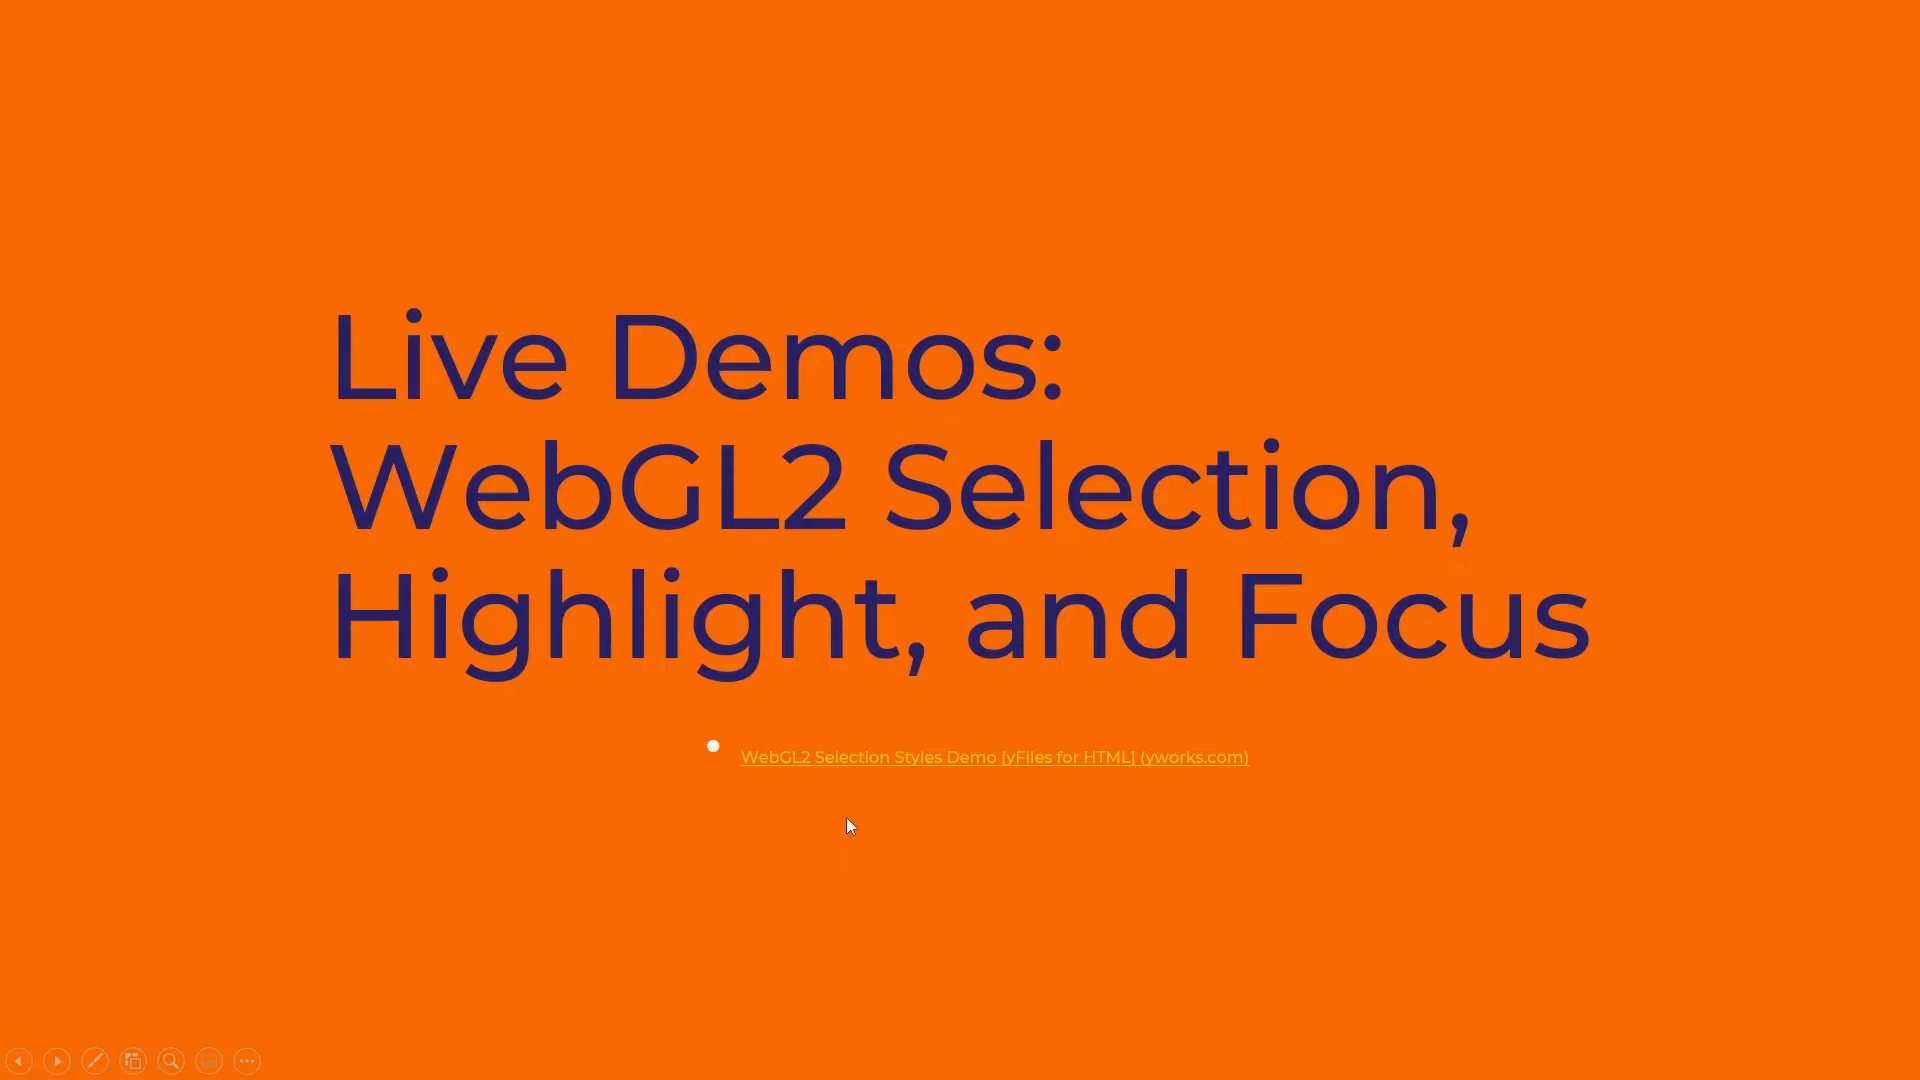 Live Demos:
WebGL2 Selection,
Highlight, and Focus
WebGL2 Selection Styles Demo [yFiles for HTML] (yworks.com)